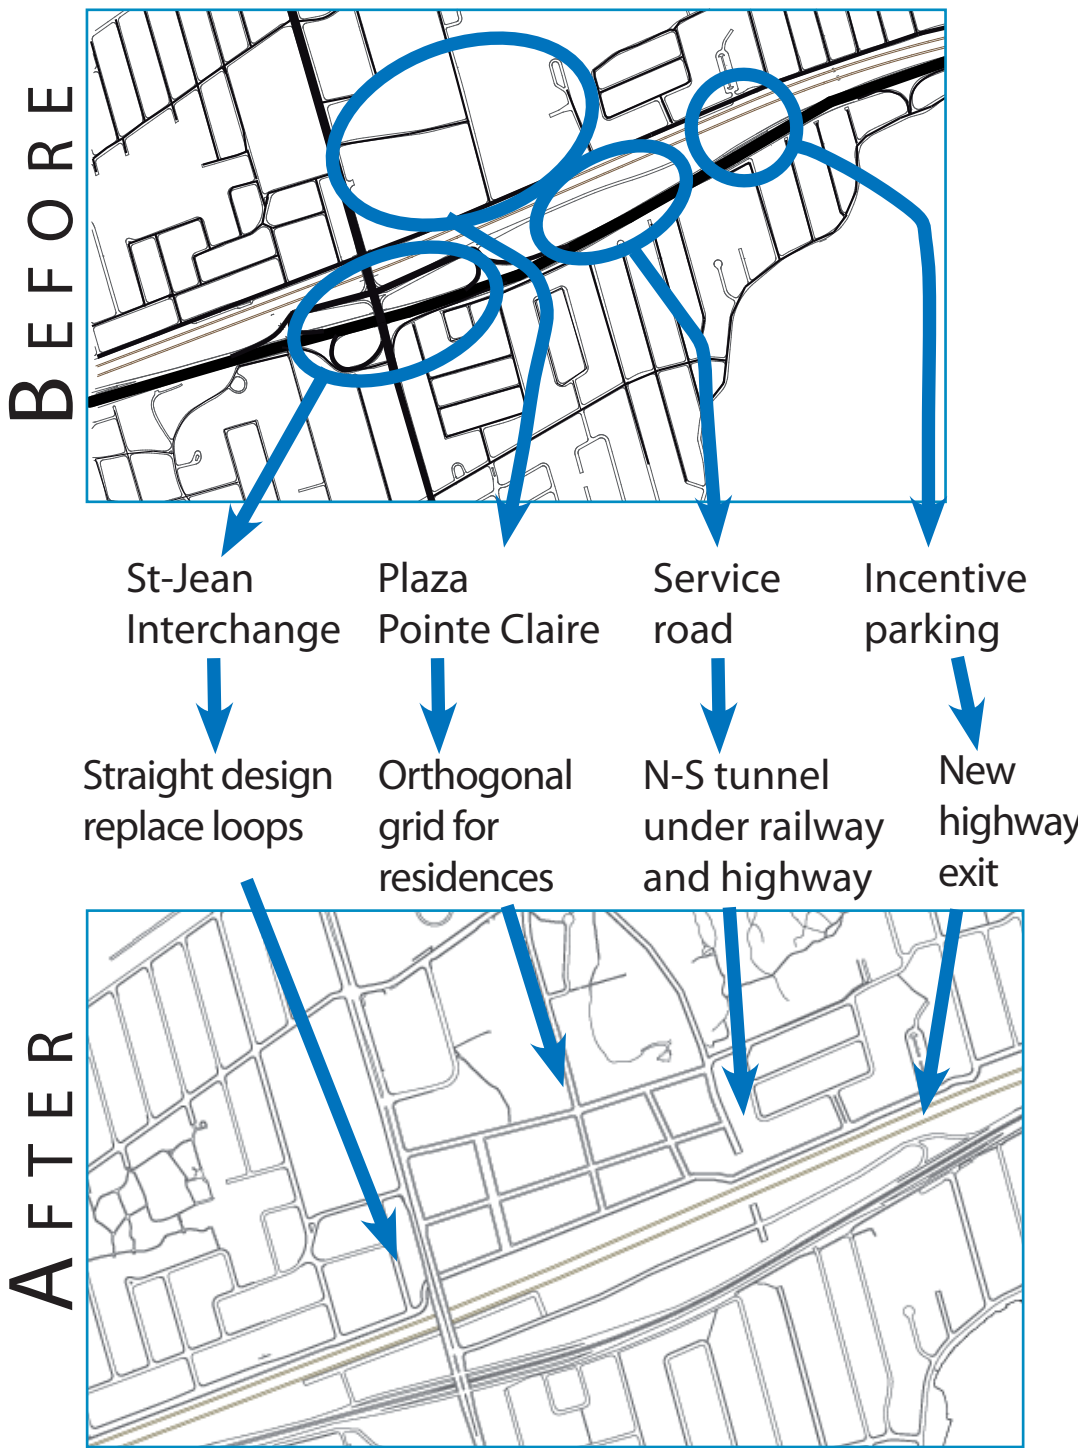 BEFORE
St-Jean
Interchange
Plaza
Pointe Claire
Service
road
Incentive
parking
Straight design
replace loops
Orthogonal
grid for
residences
N-S tunnel
under railway
and highway
New
highway
exit
AFTER